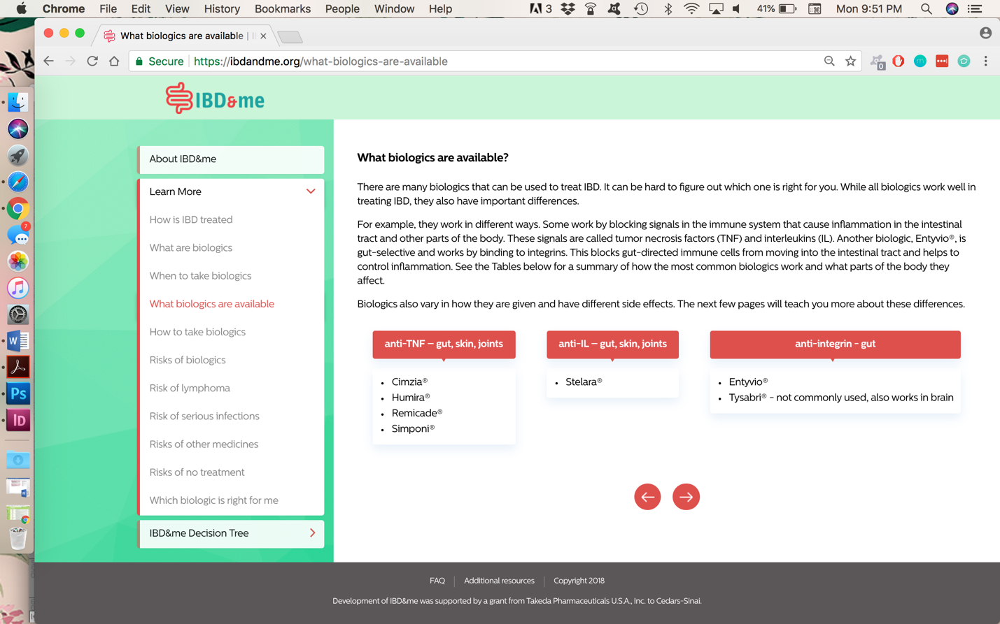 Chrome File Edit View History Bookmarks People Window Help 3 41% Mon 9:51 PM
What biologics are available |
Secure https://ibdandme.org/what-biologics-are-available
0
m
IBD&me
About IBD&me
Learn More
How is IBD treated
What are biologics
When to take biologics
What biologics are available
How to take biologics
Risks of biologics
Risk of lymphoma
Risk of serious infections
Risks of other medicines
Risks of no treatment
Which biologic is right for me
IBD&me Decision Tree
7
W
Ps
ID
What biologics are available?
There are many biologics that can be used to treat IBD. It can be hard to figure out which one is right for you. While all biologics work well in
treating IBD, they also have important differences.
For example, they work in different ways. Some work by blocking signals in the immune system that cause inflammation in the intestinal
tract and other parts of the body. These signals are called tumor necrosis factors (TNF) and interleukins (IL). Another biologic, Entyvio®, is
gut-selective and works by binding to integrins. This blocks gut-directed immune cells from moving into the intestinal tract and helps to
control inflammation. See the Tables below for a summary of how the most common biologics work and what parts of the body they
affect.
Biologics also vary in how they are given and have different side effects. The next few pages will teach you more about these differences.
anti-TNF – gut, skin, joints
• Cimzia®
• Humira®
• Remicade®
• Simponi®
anti-IL – gut, skin, joints
• Stelara®
anti-integrin - gut
• Entyvio®
• Tysabri® - not commonly used, also works in brain
FAQ | Additional resources | Copyright 2018
Development of IBD&me was supported by a grant from Takeda Pharmaceuticals U.S.A., Inc. to Cedars-Sinai.